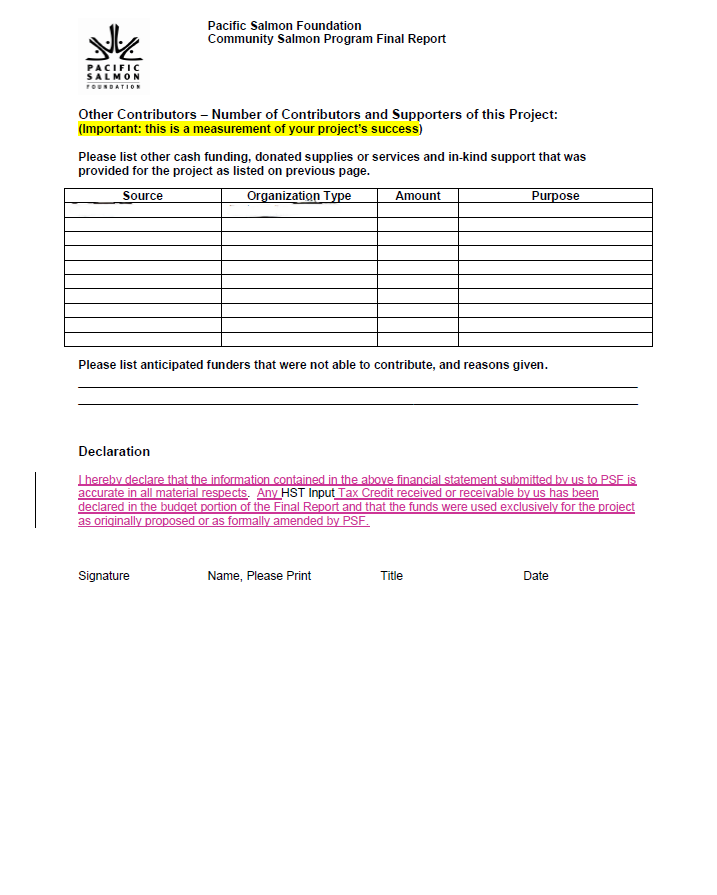 Pacific Salmon Foundation
Community Salmon Program Final Report
PACIFIC
SALMON
FOUNDATION
Other Contributors – Number of Contributors and Supporters of this Project:
(Important: this is a measurement of your project's success)
Please list other cash funding, donated supplies or services and in-kind support that was
provided for the project as listed on previous page.
Source Organization Type Amount Purpose
Please list anticipated funders that were not able to contribute, and reasons given.
Declaration
I hereby declare that the information contained in the above financial statement submitted by us to PSF is
accurate in all material respects. Any HST Input Tax Credit received or receivable by us has been
declared in the budget portion of the Final Report and that the funds were used exclusively for the project
as originally proposed or as formally amended by PSF.
Signature Name, Please Print Title Date